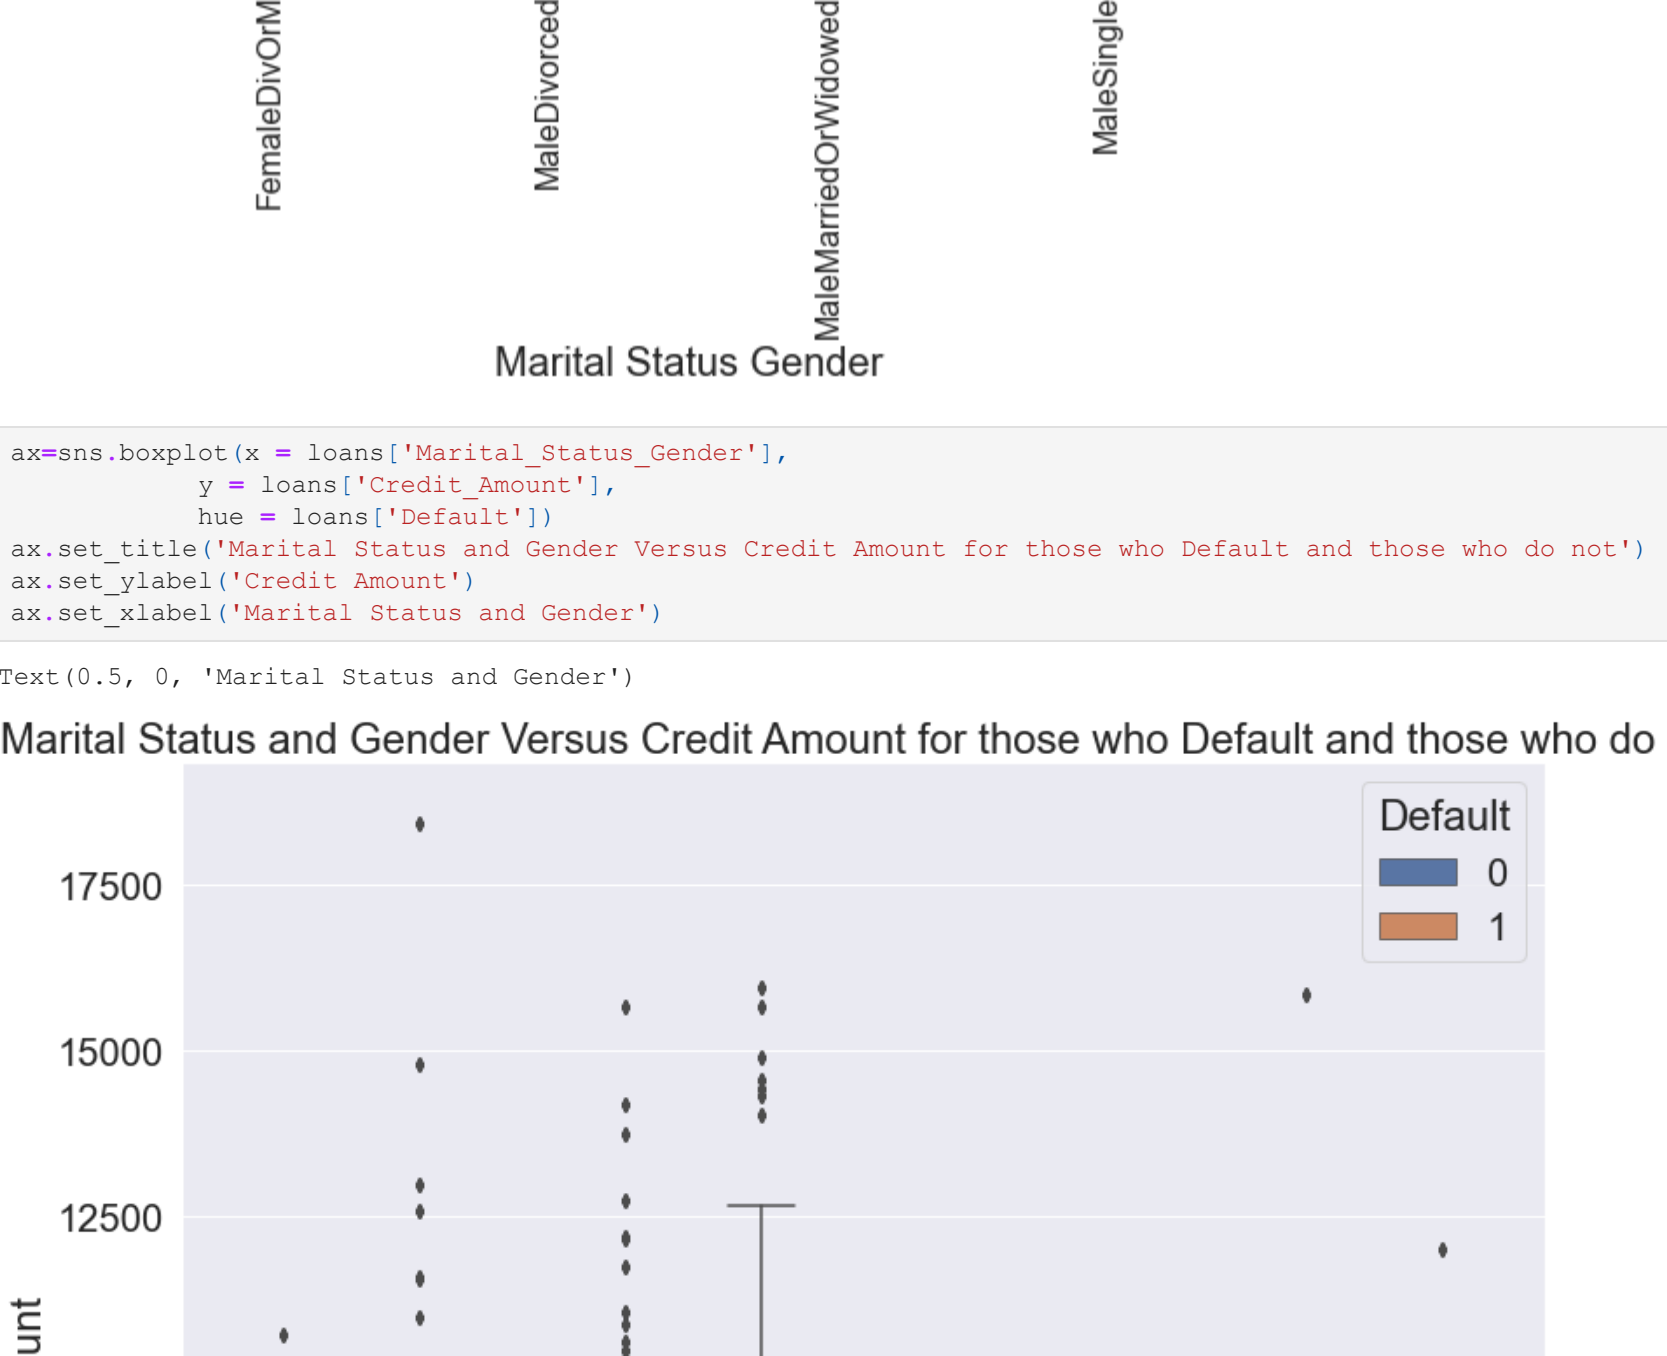 FemaleDivOrM
MaleDivorced
MaleMarriedOrWidowed
MaleSingle
Marital Status Gender
ax=sns.boxplot(x = loans['Marital_Status_Gender'],
y = loans['Credit_Amount'],
hue = loans['Default'])
ax.set_title('Marital Status and Gender Versus Credit Amount for those who Default and those who do not')
ax.set_ylabel('Credit Amount')
ax.set_xlabel('Marital Status and Gender')
Text(0.5, 0, 'Marital Status and Gender')
Marital Status and Gender Versus Credit Amount for those who Default and those who do
Default
0
1
17500
15000
12500
unt